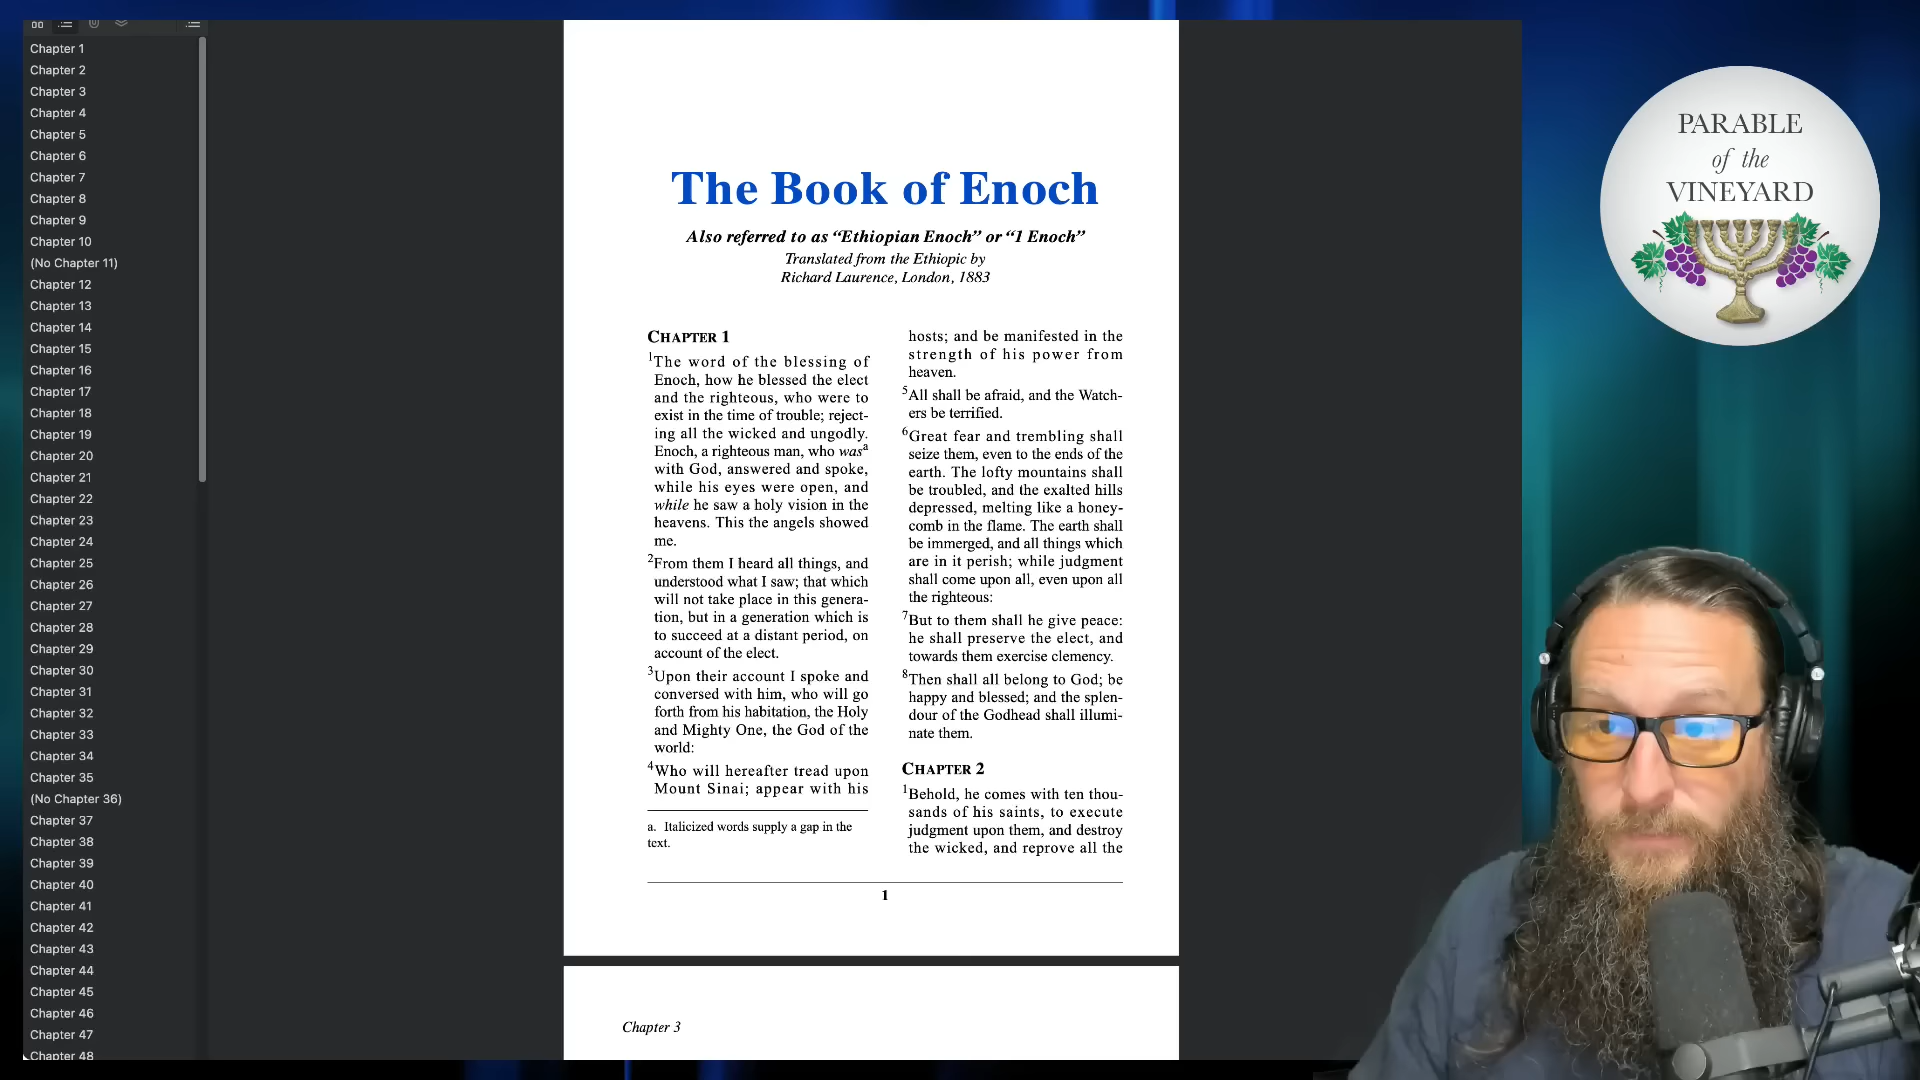 Chapter 1
Chapter 2
Chapter 3
Chapter 4
Chapter 5
Chapter 6
Chapter 7
Chapter 8
Chapter 9
Chapter 10
(No Chapter 11)
Chapter 12
Chapter 13
Chapter 14
Chapter 15
Chapter 16
Chapter 17
Chapter 18
Chapter 19
Chapter 20
Chapter 21
Chapter 22
Chapter 23
Chapter 24
Chapter 25
Chapter 26
Chapter 27
Chapter 28
Chapter 29
Chapter 30
Chapter 31
Chapter 32
Chapter 33
Chapter 34
Chapter 35
(No Chapter 36)
Chapter 37
Chapter 38
Chapter 39
Chapter 40
Chapter 41
Chapter 42
Chapter 43
Chapter 44
Chapter 45
Chapter 46
Chapter 47
Chapter 48
The Book of Enoch
Also referred to as “Ethiopian Enoch” or “1 Enoch”
Translated from the Ethiopic by
Richard Laurence, London, 1883
CHAPTER 1
1The word of the blessing of
Enoch, how he blessed the elect
and the righteous, who were to
exist in the time of trouble; reject-
ing all the wicked and ungodly.
Enoch, a righteous man, who wasa
with God, answered and spoke,
while his eyes were open, and
while he saw a holy vision in the
heavens. This the angels showed
me.
2From them I heard all things, and
understood what I saw; that which
will not take place in this genera-
tion, but in a generation which is
to succeed at a distant period, on
account of the elect.
3Upon their account I spoke and
conversed with him, who will go
forth from his habitation, the Holy
and Mighty One, the God of the
world:
4Who will hereafter tread upon
Mount Sinai; appear with his
a. Italicized words supply a gap in the
text.
hosts; and be manifested in the
strength of his power from
heaven.
5All shall be afraid, and the Watch-
ers be terrified.
6Great fear and trembling shall
seize them, even to the ends of the
earth. The lofty mountains shall
be troubled, and the exalted hills
depressed, melting like a honey-
comb in the flame. The earth shall
be immerged, and all things which
are in it perish; while judgment
shall come upon all, even upon all
the righteous:
7But to them shall he give peace:
he shall preserve the elect, and
towards them exercise clemency.
8Then shall all belong to God; be
happy and blessed; and the splen-
dour of the Godhead shall illumi-
nate them.
CHAPTER 2
1Behold, he comes with ten thou-
sands of his saints, to execute
judgment upon them, and destroy
the wicked, and reprove all the
1
Chapter 3
PARABLE
of the
VINEYARD